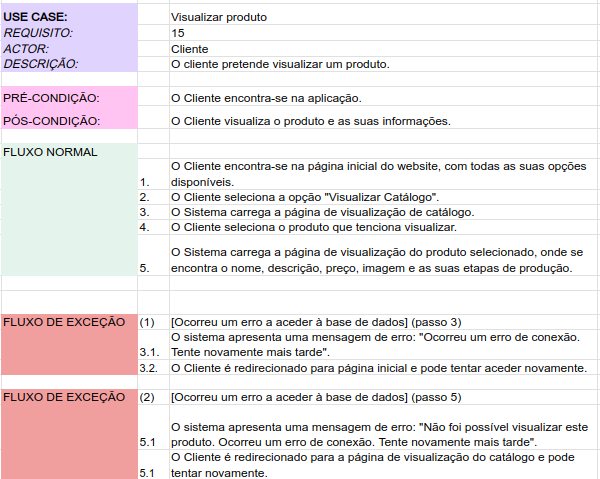 USE CASE: Visualizar produto
REQUISITO: 15
ACTOR: Cliente
DESCRIÇÃO: O cliente pretende visualizar um produto.
PRÉ-CONDIÇÃO: O Cliente encontra-se na aplicação.
PÓS-CONDIÇÃO: O Cliente visualiza o produto e as suas informações.
FLUXO NORMAL
O Cliente encontra-se na página inicial do website, com todas as suas opções
1. disponíveis.
2. O Cliente seleciona a opção "Visualizar Catálogo".
3. O Sistema carrega a página de visualização de catálogo.
4. O Cliente seleciona o produto que tenciona visualizar.
O Sistema carrega a página de visualização do produto selecionado, onde se
5. encontra o nome, descrição, preço, imagem e as suas etapas de produção.
FLUXO DE EXCEÇÃO (1) [Ocorreu um erro a aceder à base de dados] (passo 3)
O sistema apresenta uma mensagem de erro: "Ocorreu um erro de conexão.
3.1. Tente novamente mais tarde".
3.2. O Cliente é redirecionado para página inicial e pode tentar aceder novamente.
FLUXO DE EXCEÇÃO (2) [Ocorreu um erro a aceder à base de dados] (passo 5)
O sistema apresenta uma mensagem de erro: "Não foi possível visualizar este
5.1 produto. Ocorreu um erro de conexão. Tente novamente mais tarde".
O Cliente é redirecionado para a página de visualização do catálogo e pode
5.1 tentar novamente.